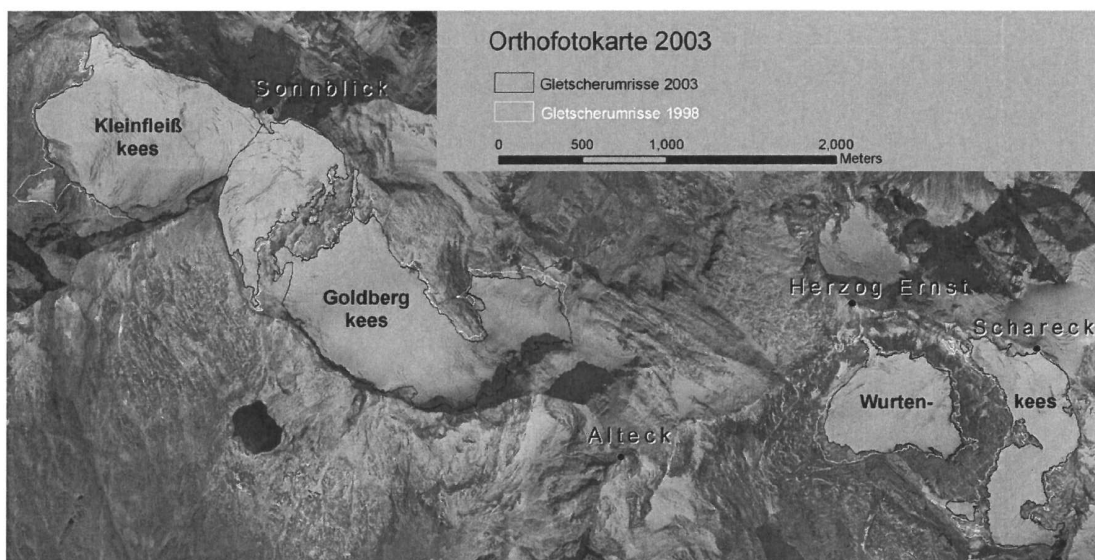 Orthofotokarte 2003
Gletscherumrisse 2003
Gletscherumrisse 1998
0 500 1,000 2,000
Meters
Sonnblick
Kleinfleiß
kees
Goldberg
kees
Herzog Ernst
Schareck
Wurten-
kees
Alteck